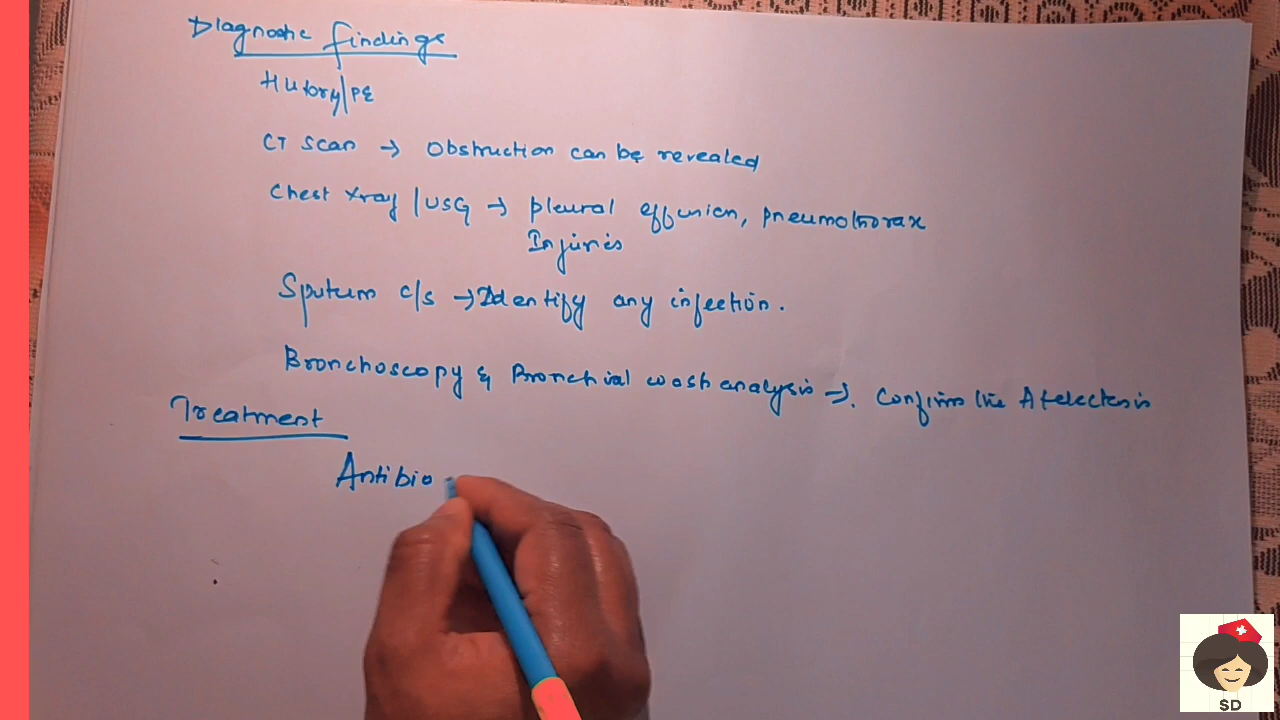 Diagnostic findings
History/PE
CT scan → Obstruction can be revealed
Chest xray/USG → pleural effusion, pneumothorax
Injuries
Sputum c/s → Identify any infection.
Bronchoscopy & Bronchial wash analysis →. Confirms the Atelectasis
Treatment
Antibio
SD